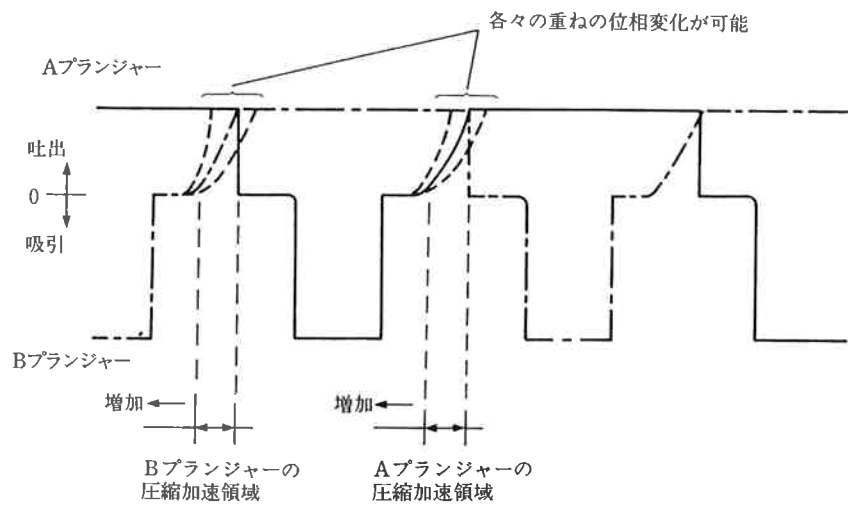 各々の重ねの位相変化が可能
Aプランジャー
吐出
0
吸引
Bプランジャー
増加
増加
Bプランジャーの
圧縮加速領域
Aプランジャーの
圧縮加速領域